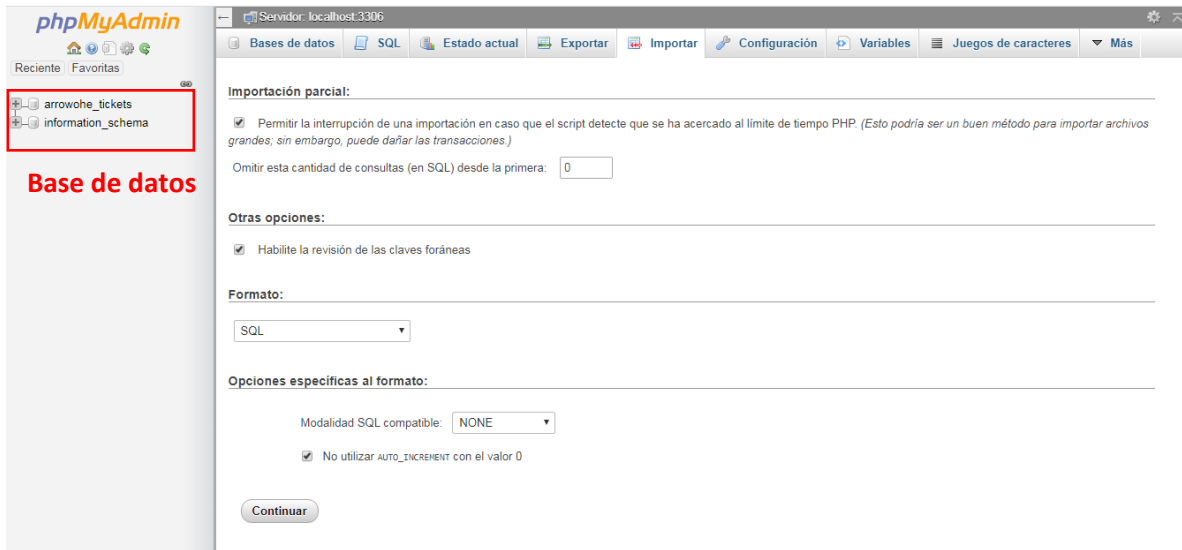 phpMyAdmin
Reciente Favoritas
arrowohe_tickets
information_schema
Base de datos
Servidor: localhost:3306
Bases de datos SQL Estado actual Exportar Importar Configuración Variables Juegos de caracteres Más
Importación parcial:
Permitir la interrupción de una importación en caso que el script detecte que se ha acercado al límite de tiempo PHP. (Esto podría ser un buen método para importar archivos
grandes; sin embargo, puede dañar las transacciones.)
Omitir esta cantidad de consultas (en SQL) desde la primera: 0
Otras opciones:
Habilite la revisión de las claves foráneas
Formato:
SQL
Opciones específicas al formato:
Modalidad SQL compatible: NONE
No utilizar AUTO_INCREMENT con el valor 0
Continuar